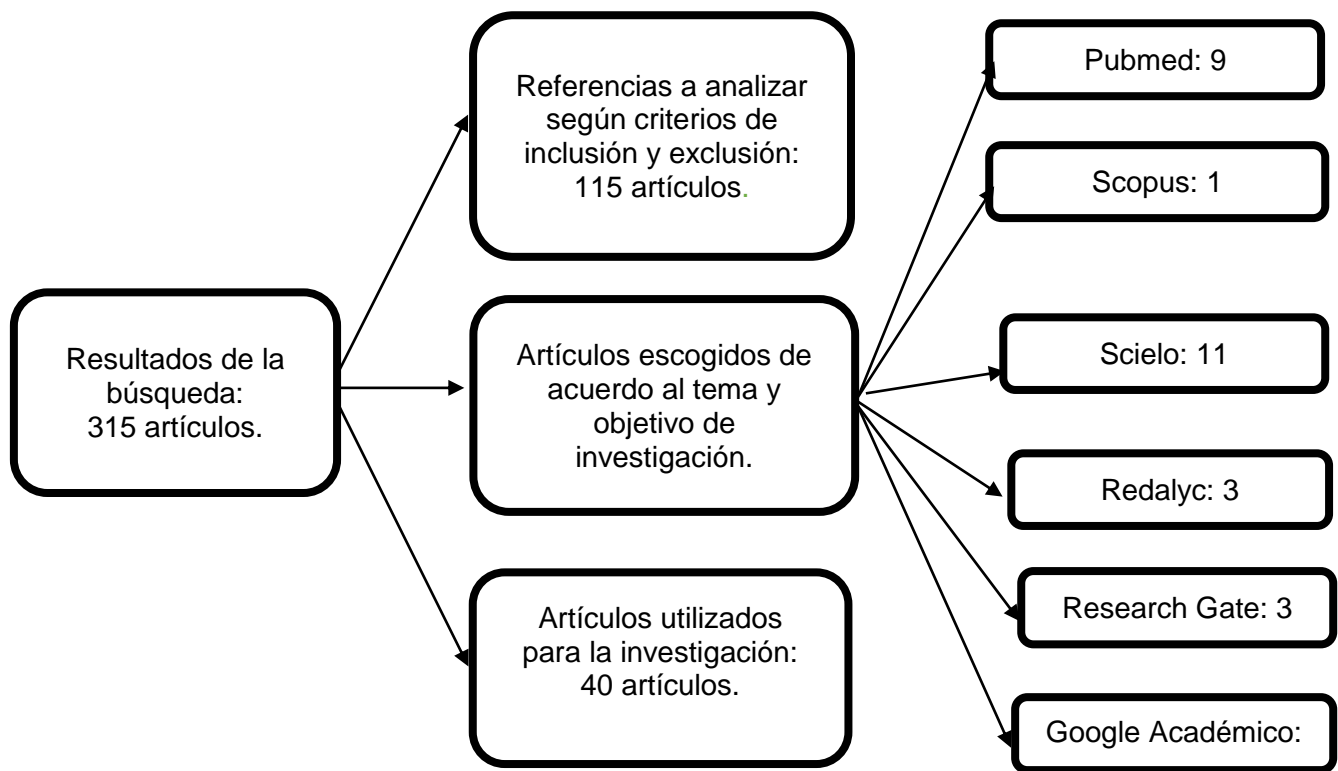 Resultados de la
búsqueda:
315 artículos.
Referencias a analizar
según criterios de
inclusión y exclusión:
115 artículos.
Artículos escogidos de
acuerdo al tema y
objetivo de
investigación.
Artículos utilizados
para la investigación:
40 artículos.
Pubmed: 9
Scopus: 1
Scielo: 11
Redalyc: 3
Research Gate: 3
Google Académico: